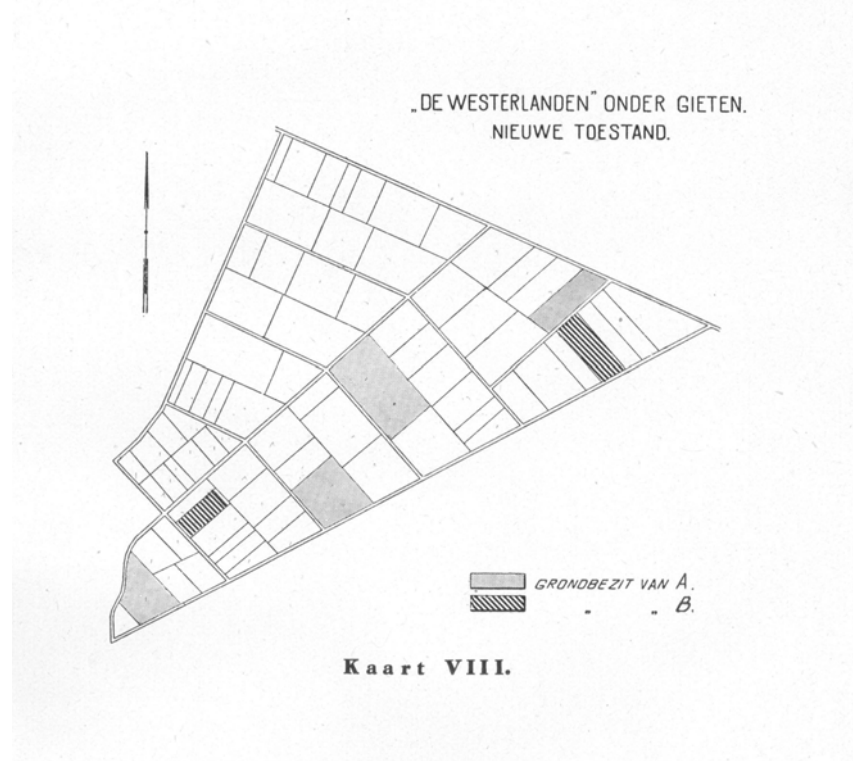 „DE WESTERLANDEN” ONDER GIETEN.
NIEUWE TOESTAND.
GRONDBEZIT VAN A.
„ „ B.
Kaart VIII.